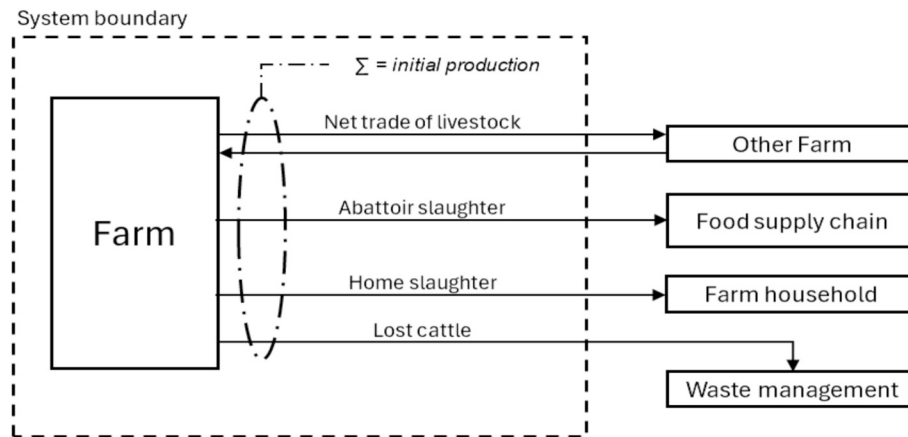 System boundary
∑ = initial production
Net trade of livestock
Other Farm
Abattoir slaughter
Food supply chain
Farm
Home slaughter
Farm household
Lost cattle
Waste management